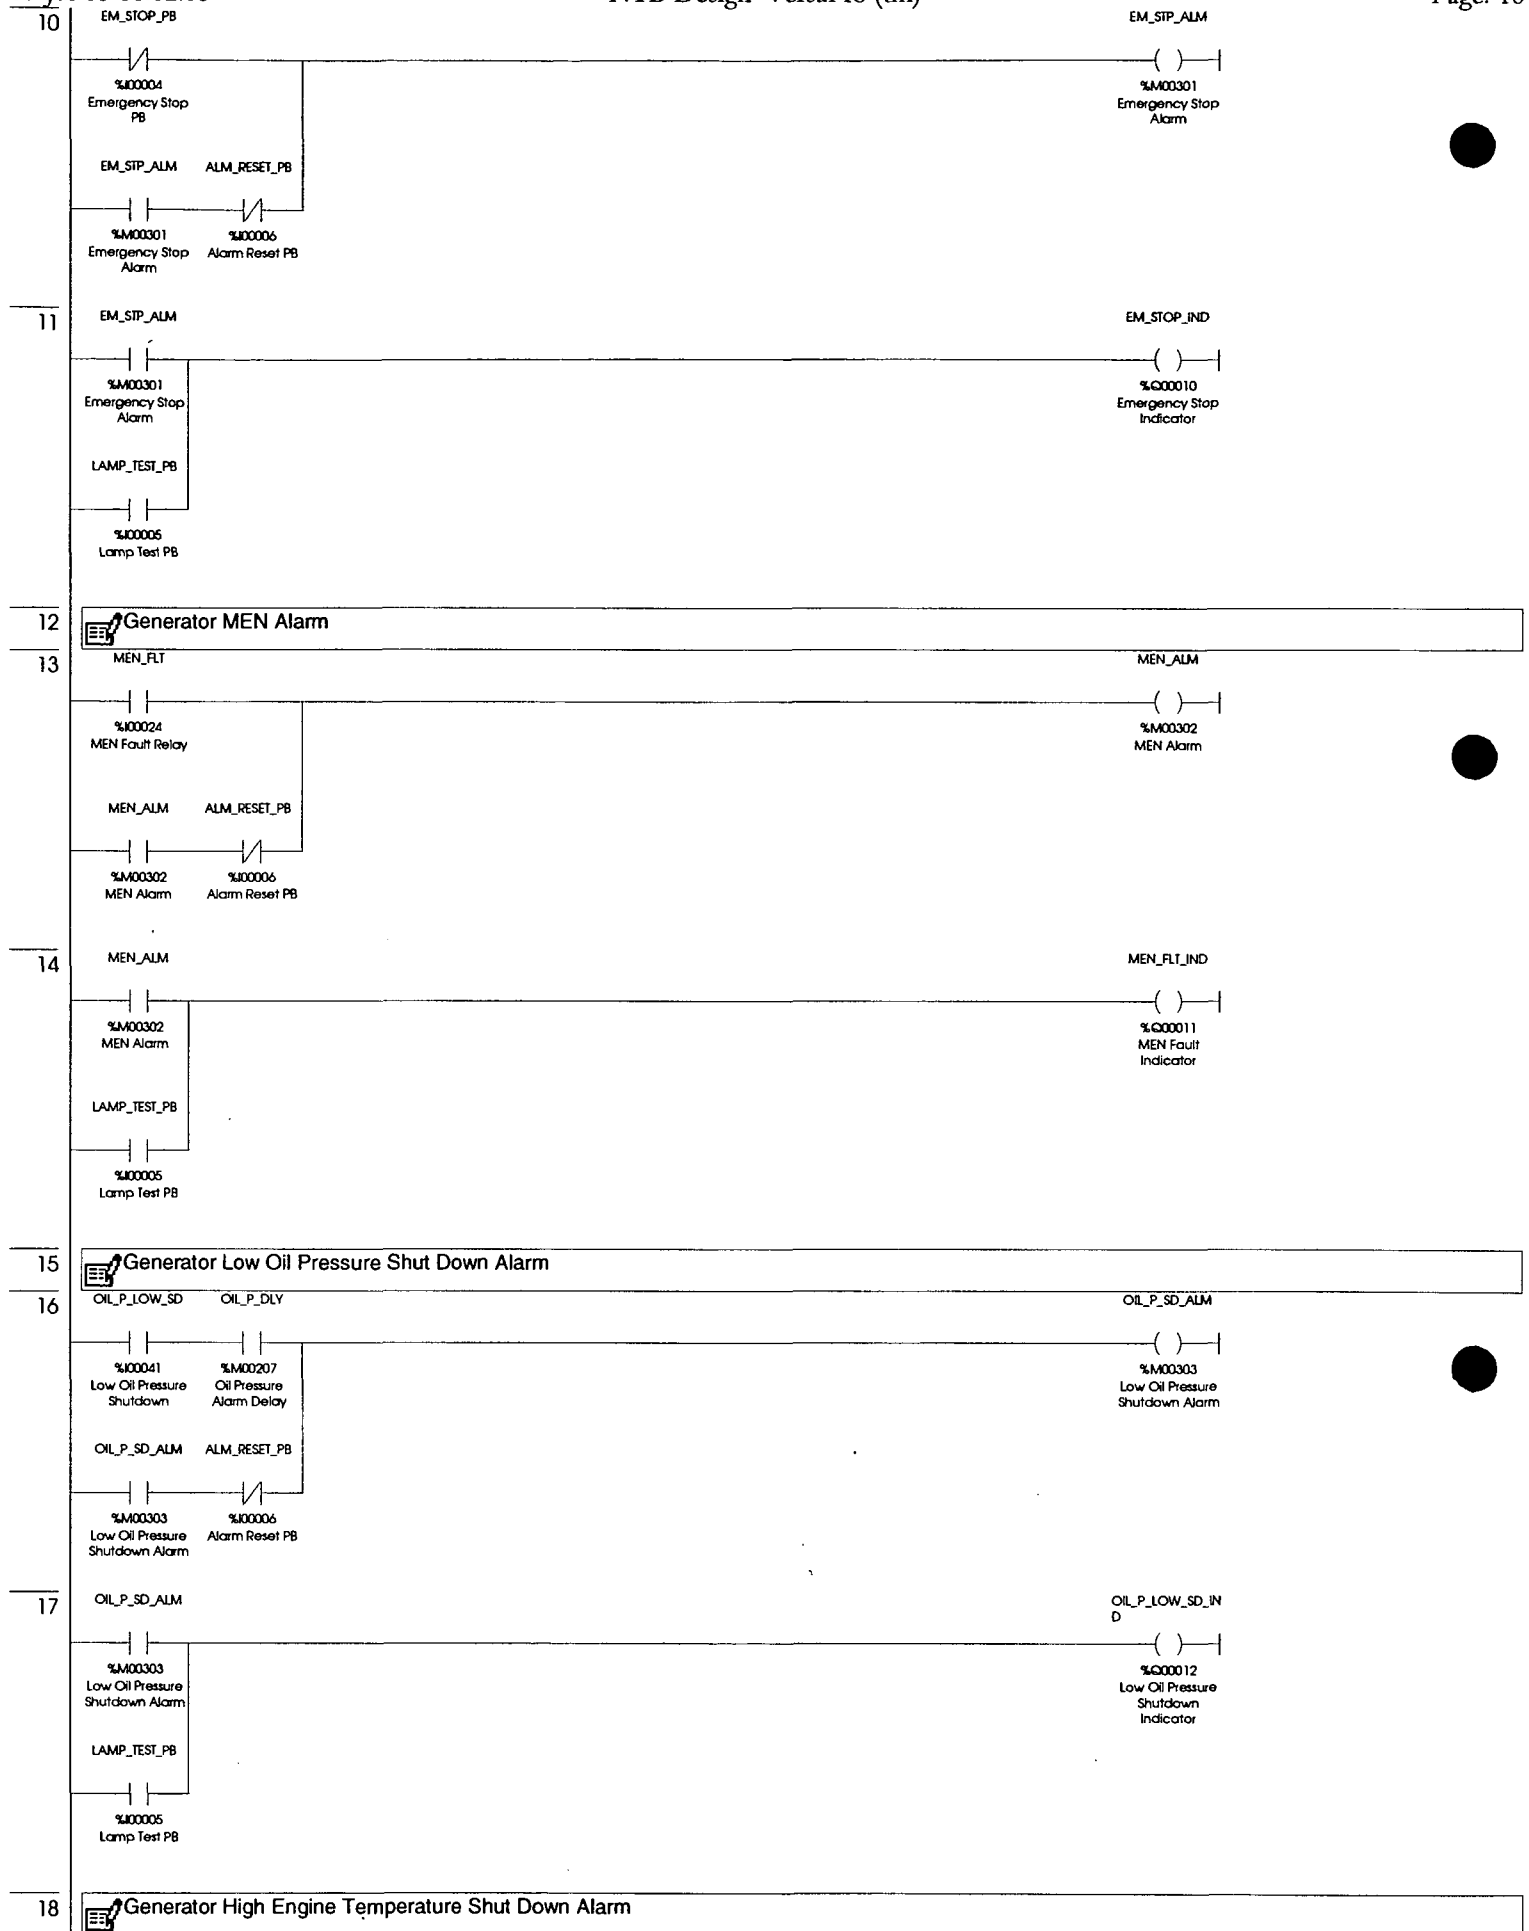 10
EM_STOP_PB
EM_STP_ALM
%I00004
Emergency Stop
PB
%M00301
Emergency Stop
Alarm
EM_STP_ALM ALM_RESET_PB
%M00301 %I00006
Emergency Stop Alarm Reset PB
Alarm
11
EM_STP_ALM
EM_STOP_IND
%M00301
Emergency Stop
Alarm
%Q00010
Emergency Stop
Indicator
LAMP_TEST_PB
%I00005
Lamp Test PB
12 Generator MEN Alarm
13
MEN_FLT
MEN_ALM
%I00024
MEN Fault Relay
%M00302
MEN Alarm
MEN_ALM ALM_RESET_PB
%M00302 %I00006
MEN Alarm Alarm Reset PB
14
MEN_ALM
MEN_FLT_IND
%M00302
MEN Alarm
%Q00011
MEN Fault
Indicator
LAMP_TEST_PB
%I00005
Lamp Test PB
15 Generator Low Oil Pressure Shut Down Alarm
16
OIL_P_LOW_SD OIL_P_DLY
OIL_P_SD_ALM
%I00041 %M00207
Low Oil Pressure Oil Pressure
Shutdown Alarm Delay
%M00303
Low Oil Pressure
Shutdown Alarm
OIL_P_SD_ALM ALM_RESET_PB
%M00303 %I00006
Low Oil Pressure Alarm Reset PB
Shutdown Alarm
17
OIL_P_SD_ALM
OIL_P_LOW_SD_IN
D
%M00303
Low Oil Pressure
Shutdown Alarm
%Q00012
Low Oil Pressure
Shutdown
Indicator
LAMP_TEST_PB
%I00005
Lamp Test PB
18 Generator High Engine Temperature Shut Down Alarm